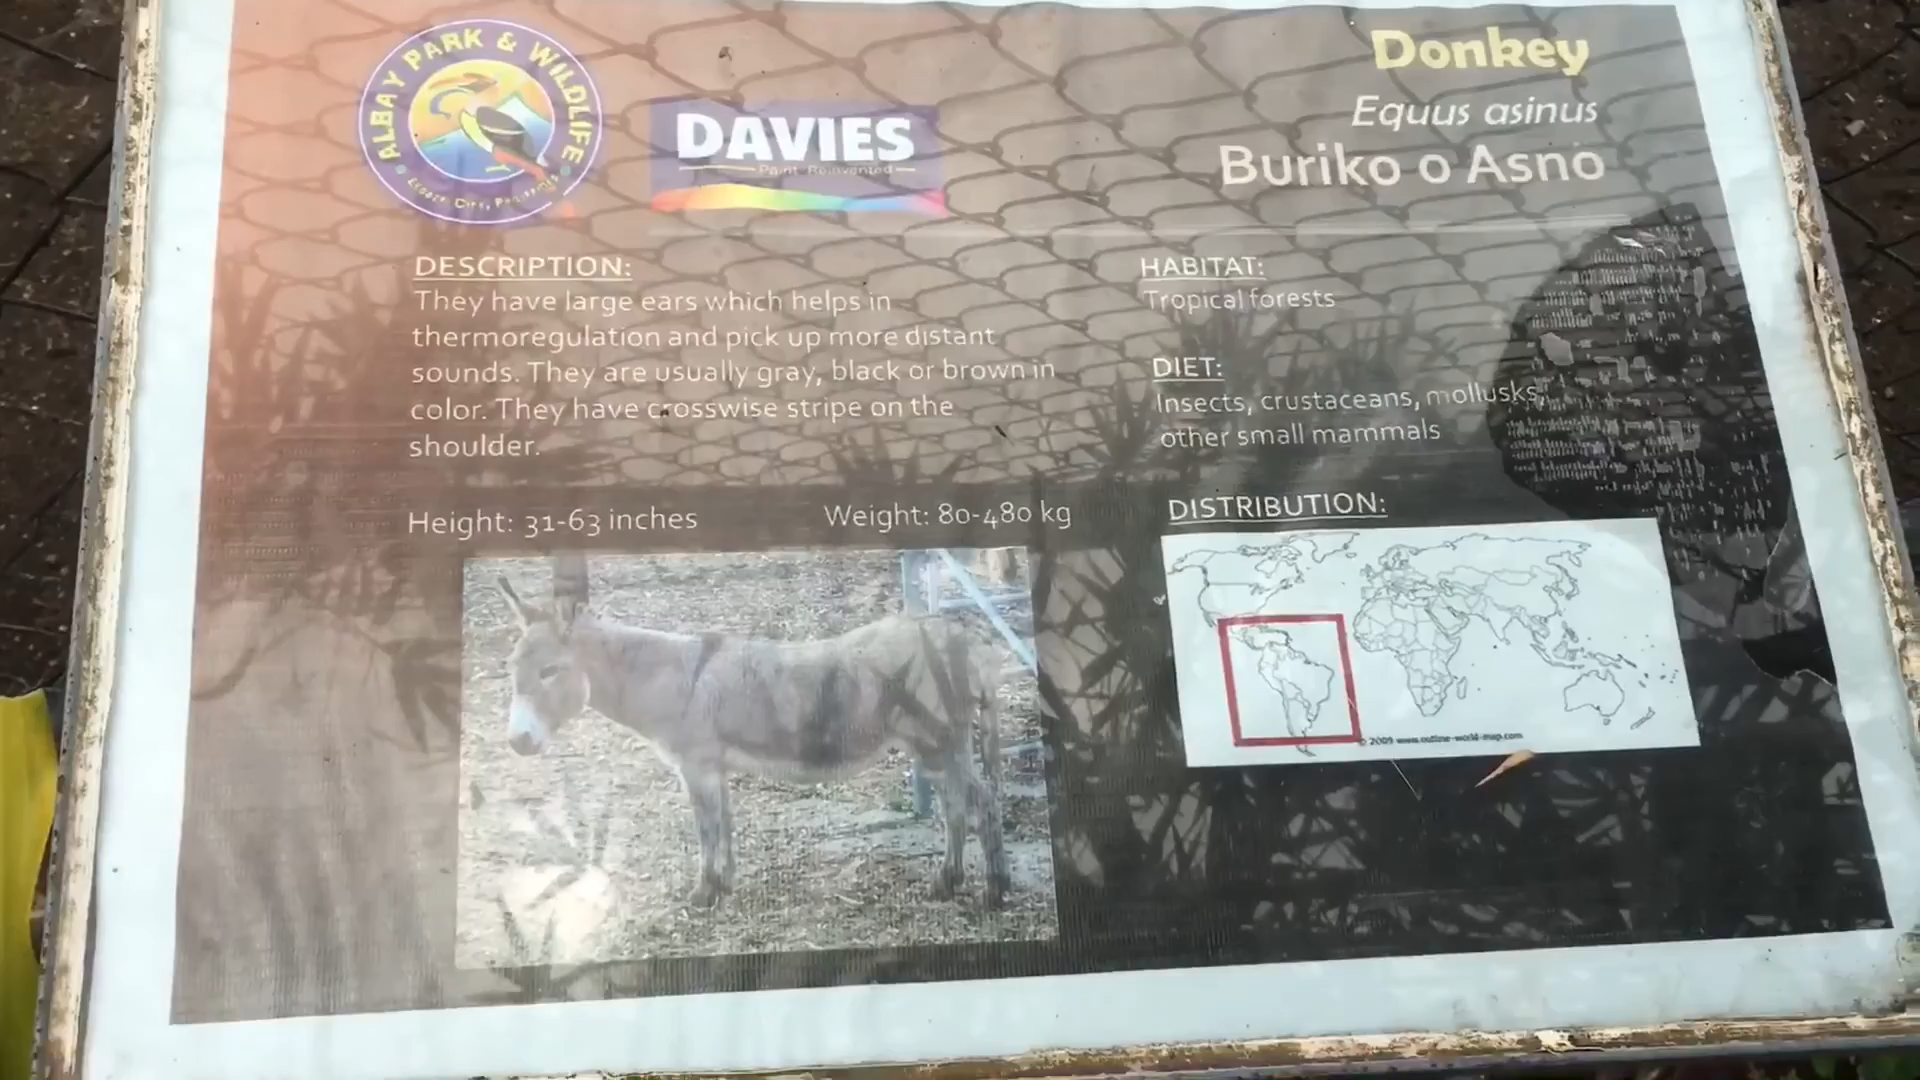 ALBAY PARK & WILDLIFE
DAVIES
Paint Reinvented
Donkey
Equus asinus
Buriko o Asno
DESCRIPTION:
They have large ears which helps in
thermoregulation and pick up more distant
sounds. They are usually gray, black or brown in
color. They have crosswise stripe on the
shoulder.
Height: 31-63 inches
Weight: 80-480 kg
HABITAT:
Tropical forests
DIET:
Insects, crustaceans, mollusks,
other small mammals
DISTRIBUTION:
© 2009 www.outline-world-map.com